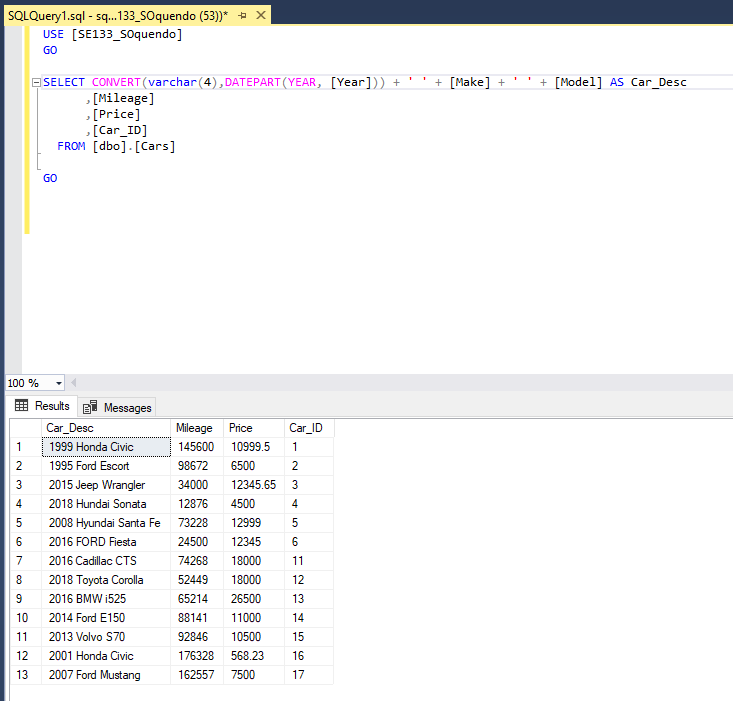 SQLQuery1.sql - sq...133_SOquendo (53))*
USE [SE133_SOquendo]
GO
SELECT CONVERT(varchar(4),DATEPART(YEAR, [Year])) + ' ' + [Make] + ' ' + [Model] AS Car_Desc
,[Mileage]
,[Price]
,[Car_ID]
FROM [dbo].[Cars]
GO
100 %
Results Messages
Car_Desc Mileage Price Car_ID
1 1999 Honda Civic 145600 10999.5 1
2 1995 Ford Escort 98672 6500 2
3 2015 Jeep Wrangler 34000 12345.65 3
4 2018 Hundai Sonata 12876 4500 4
5 2008 Hyundai Santa Fe 73228 12999 5
6 2016 FORD Fiesta 24500 12345 6
7 2016 Cadillac CTS 74268 18000 11
8 2018 Toyota Corolla 52449 18000 12
9 2016 BMW i525 65214 26500 13
10 2014 Ford E150 88141 11000 14
11 2013 Volvo S70 92846 10500 15
12 2001 Honda Civic 176328 568.23 16
13 2007 Ford Mustang 162557 7500 17